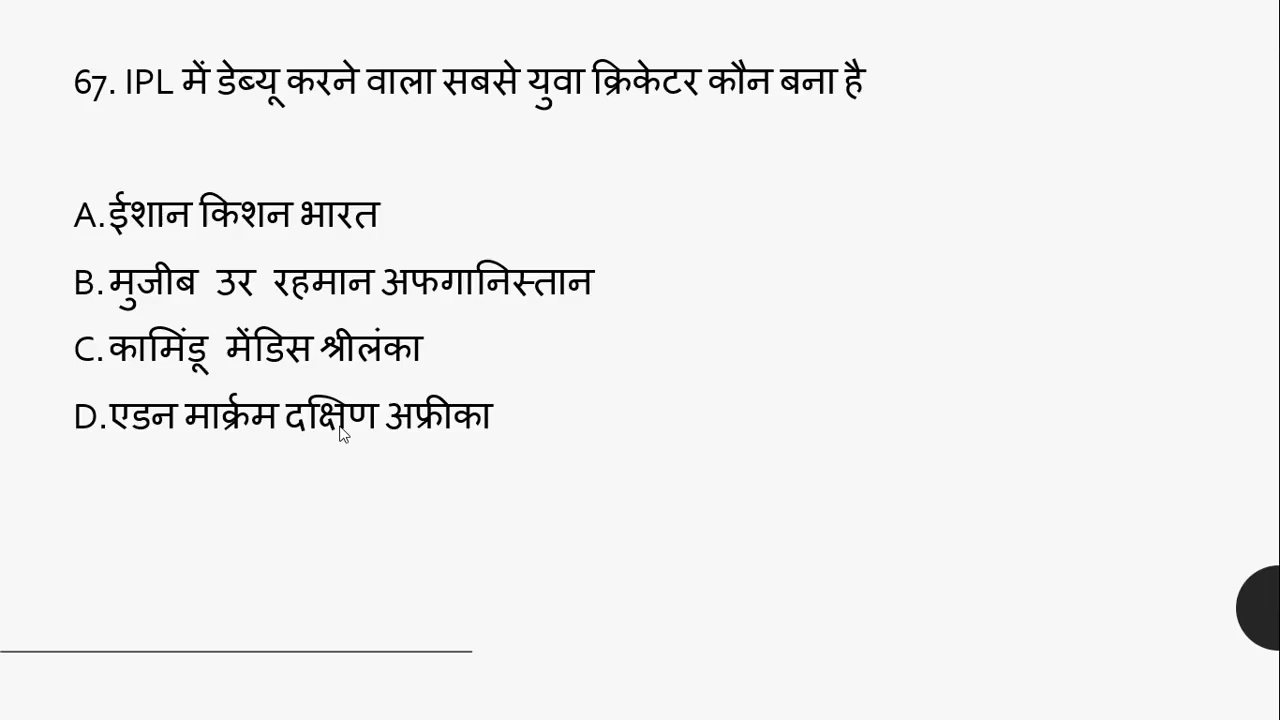 67. IPL में डेब्यू करने वाला सबसे युवा क्रिकेटर कौन बना है
A. ईशान किशन भारत
B. मुजीब उर रहमान अफगानिस्तान
C. कामिंडू मेंडिस श्रीलंका
D. एडन मार्क्रम दक्षिण अफ्रीका